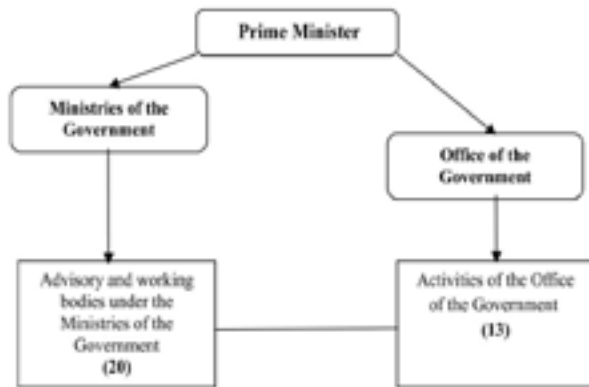 Prime Minister
Ministries of the
Government
Office of the
Government
Advisory and working
bodies under the
Ministries of the
Government
(20)
Activities of the Office
of the Government
(13)